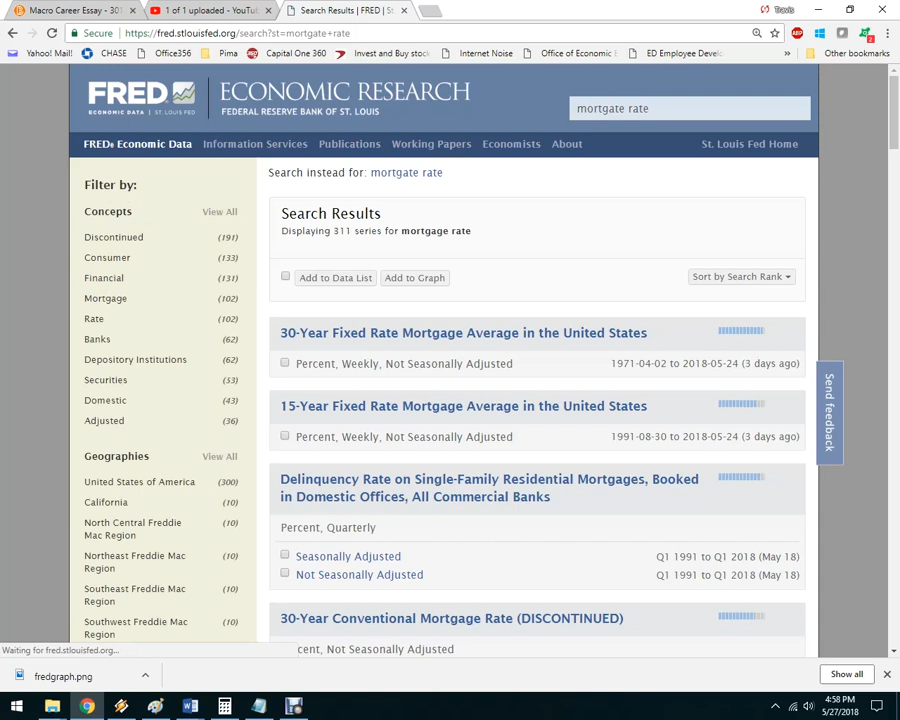 Macro Career Essay - 301
1 of 1 uploaded - YouTu
Search Results | FRED | St
Travis
Secure
https://fred.stlouisfed.org/search?st=mortgae+rate
Yahoo! Mail!
CHASE
Office356
Pima
Capital One 360
Invest and Buy stock
Internet Noise
Office of Economic
ED Employee Devel
Other bookmarks
FRED
ECONOMIC DATA | ST. LOUIS FED
ECONOMIC RESEARCH
FEDERAL RESERVE BANK OF ST. LOUIS
mortgage rate
FRED® Economic Data
Information Services
Publications
Working Papers
Economists
About
St. Louis Fed Home
Filter by:
Concepts
View All
Discontinued (191)
Consumer (133)
Financial (131)
Mortgage (102)
Rate (102)
Banks (62)
Depository Institutions (62)
Securities (53)
Domestic (43)
Adjusted (36)
Geographies
View All
United States of America (300)
California (10)
North Central Freddie
Mac Region (10)
Northeast Freddie Mac
Region (10)
Southeast Freddie Mac
Region (10)
Southwest Freddie Mac
Region (10)
Search instead for: mortgate rate
Search Results
Displaying 311 series for mortgage rate
Add to Data List
Add to Graph
Sort by Search Rank
30-Year Fixed Rate Mortgage Average in the United States
Percent, Weekly, Not Seasonally Adjusted
1971-04-02 to 2018-05-24 (3 days ago)
15-Year Fixed Rate Mortgage Average in the United States
Percent, Weekly, Not Seasonally Adjusted
1991-08-30 to 2018-05-24 (3 days ago)
Delinquency Rate on Single-Family Residential Mortgages, Booked
in Domestic Offices, All Commercial Banks
Percent, Quarterly
Seasonally Adjusted
Q1 1991 to Q1 2018 (May 18)
Not Seasonally Adjusted
Q1 1991 to Q1 2018 (May 18)
30-Year Conventional Mortgage Rate (DISCONTINUED)
cent, Not Seasonally Adjusted
Send feedback
Waiting for fred.stlouisfed.org...
fredgraph.png
Show all
4:58 PM
5/27/2018